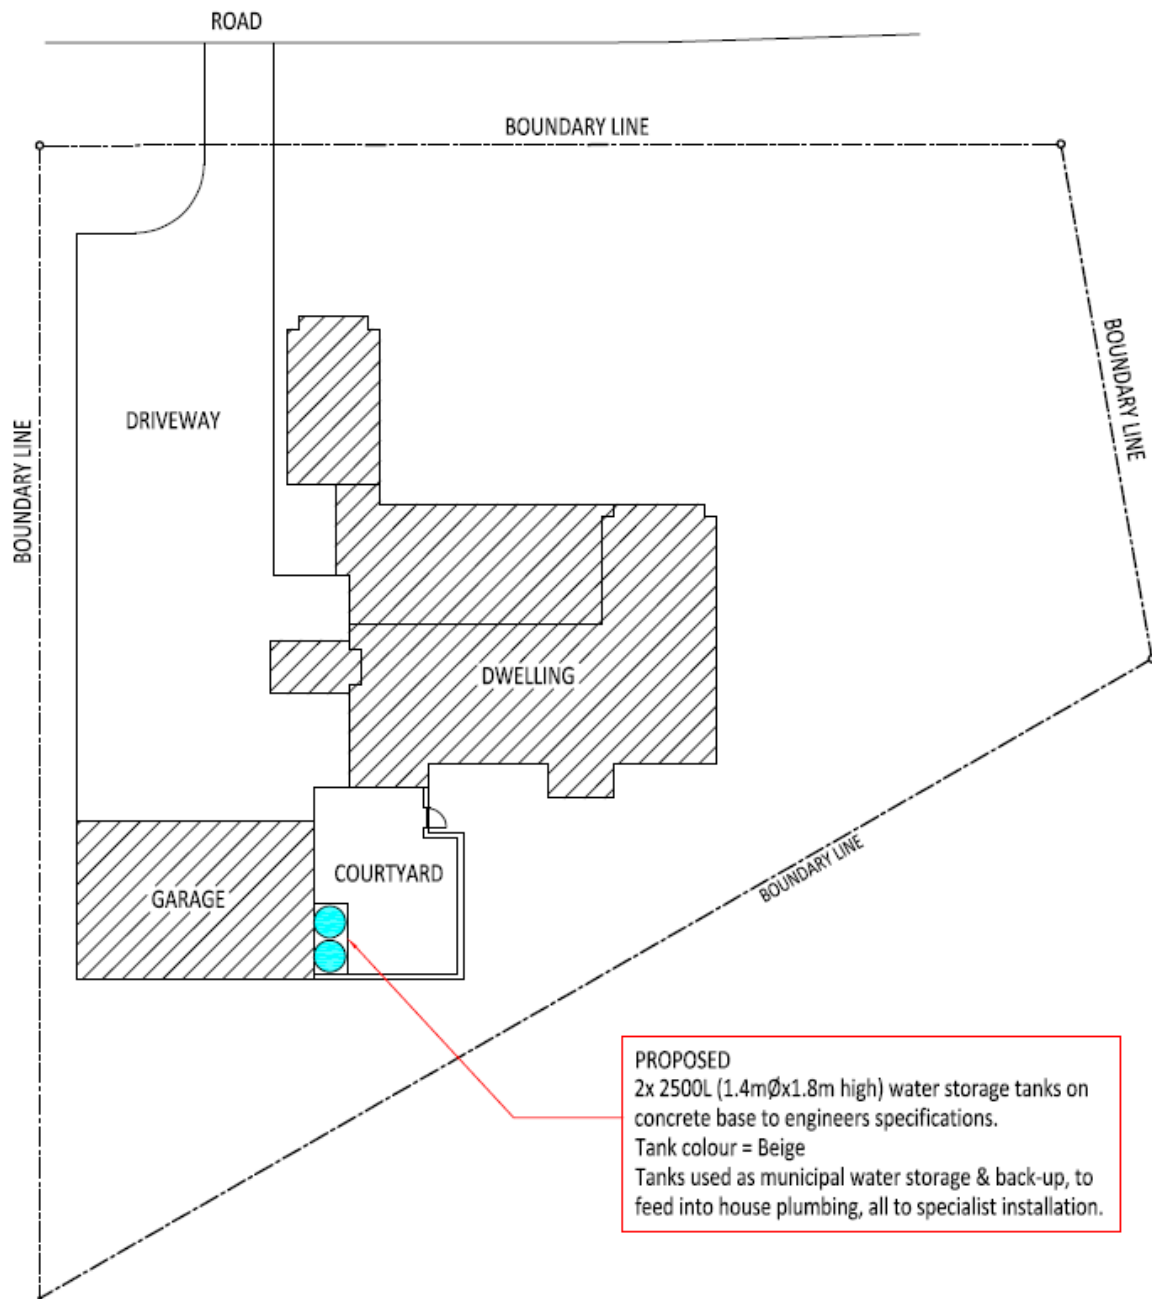 ROAD
BOUNDARY LINE
BOUNDARY LINE
DRIVEWAY
BOUNDARY LINE
DWELLING
BOUNDARY LINE
COURTYARD
GARAGE
PROPOSED
2x 2500L (1.4mØx1.8m high) water storage tanks on
concrete base to engineers specifications.
Tank colour = Beige
Tanks used as municipal water storage & back-up, to
feed into house plumbing, all to specialist installation.